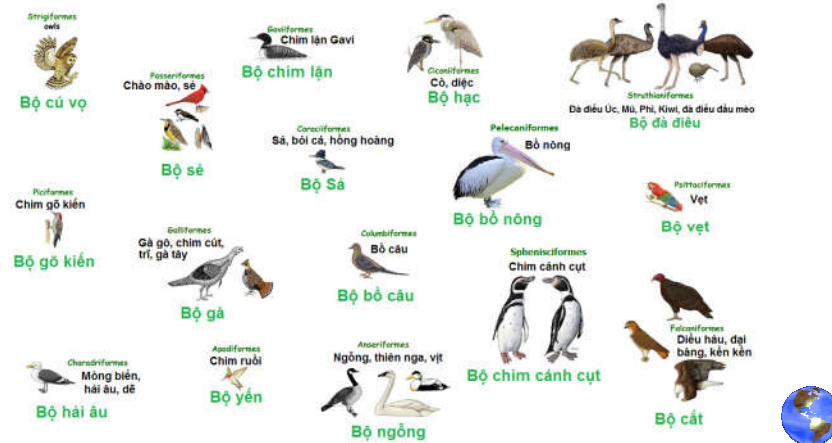 Strigiformes
owls
Bộ cú vọ
Passeriformes
Chào mào, sẻ
Bộ sẻ
Gaviiformes
Chim lặn Gavi
Bộ chim lặn
Ciconiiformes
Cò, diệc
Bộ hạc
Struthioniformes
Đà điểu Úc, Mũ, Phi, Kiwi, đà điểu đầu mèo
Bộ đà điểu
Coraciiformes
Sả, bói cá, hồng hoàng
Bộ Sả
Pelecaniformes
Bồ nông
Bộ bồ nông
Psittaciformes
Vẹt
Bộ vẹt
Piciformes
Chim gõ kiến
Bộ gõ kiến
Galliformes
Gà gô, chim cút,
trĩ, gà tây
Bộ gà
Columbiformes
Bồ câu
Bộ bồ câu
Sphenisciformes
Chim cánh cụt
Bộ chim cánh cụt
Falconiformes
Diều hâu, đại
bàng, kền kền
Bộ cắt
Charadriiformes
Mòng biển,
hải âu, dẽ
Bộ hải âu
Apodiformes
Chim ruồi
Bộ yến
Anseriformes
Ngỗng, thiên nga, vịt
Bộ ngỗng